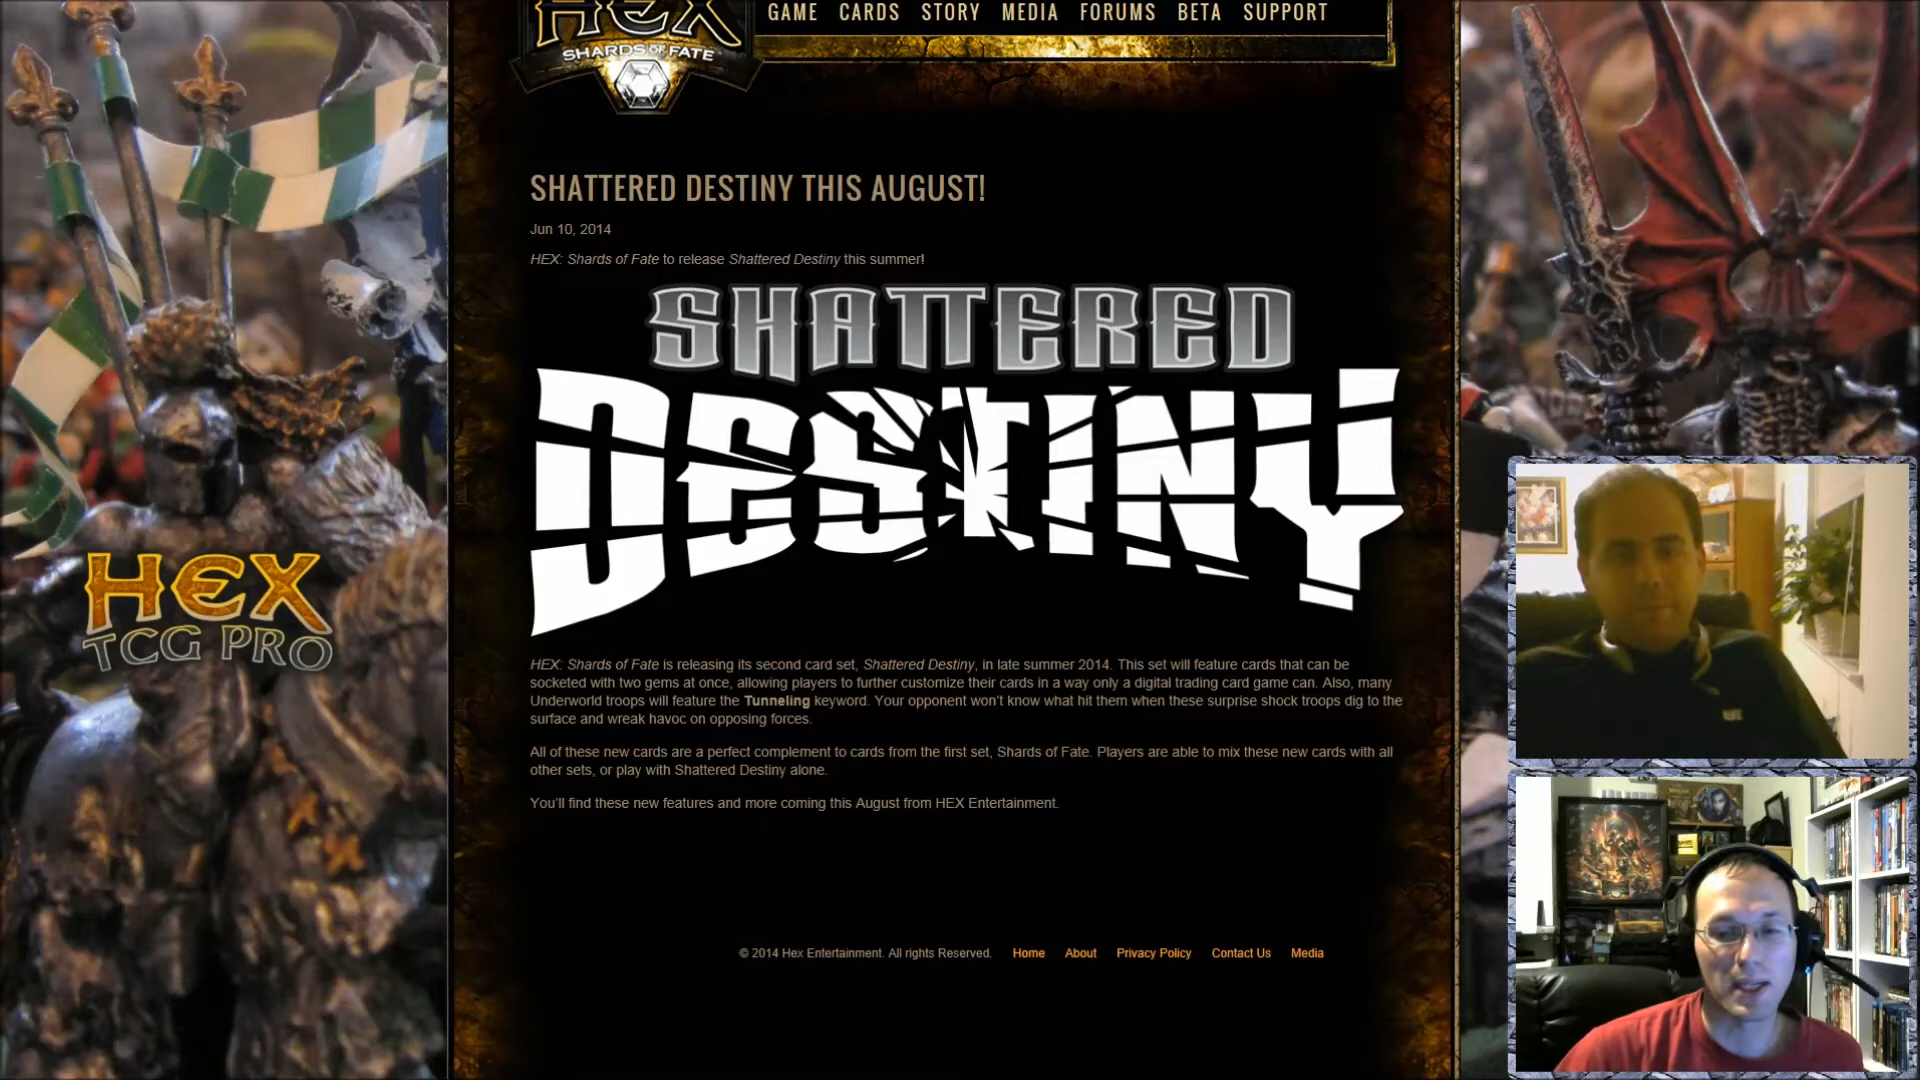 HEX
SHARDS OF FATE
GAME CARDS STORY MEDIA FORUMS BETA SUPPORT
SHATTERED DESTINY THIS AUGUST!
Jun 10, 2014
HEX: Shards of Fate to release Shattered Destiny this summer!
SHATTERED
DESTINY
HEX
TCG PRO
HEX: Shards of Fate is releasing its second card set, Shattered Destiny, in late summer 2014. This set will feature cards that can be
socketed with two gems at once, allowing players to further customize their cards in a way only a digital trading card game can. Also, many
Underworld troops will feature the Tunneling keyword. Your opponent won't know what hit them when these surprise shock troops dig to the
surface and wreak havoc on opposing forces.
All of these new cards are a perfect complement to cards from the first set, Shards of Fate. Players are able to mix these new cards with all
other sets, or play with Shattered Destiny alone.
You'll find these new features and more coming this August from HEX Entertainment.
© 2014 Hex Entertainment. All rights Reserved. Home About Privacy Policy Contact Us Media